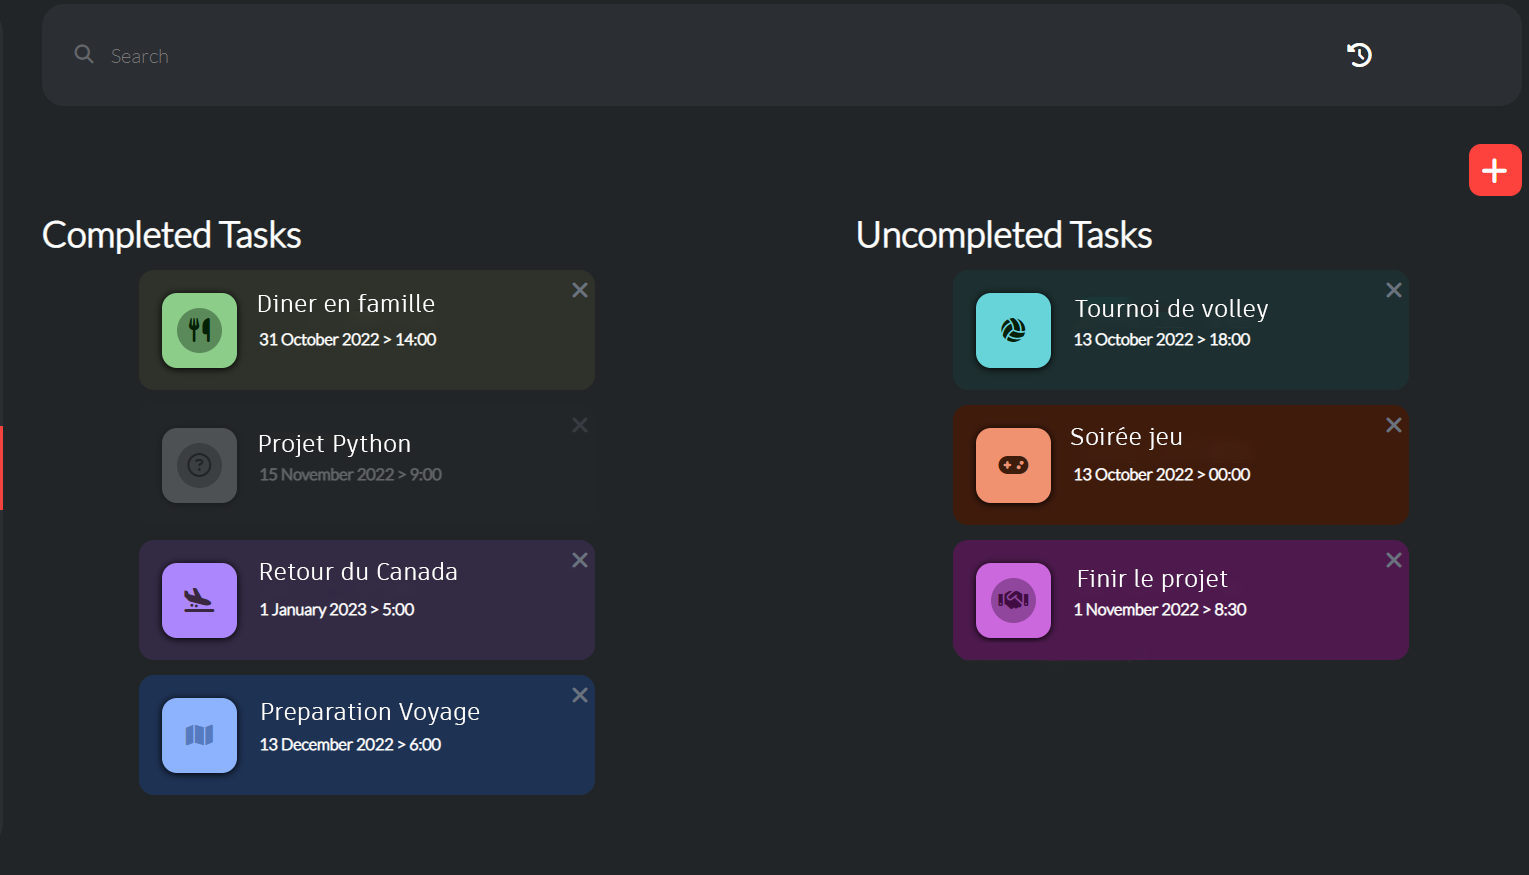 Search
Completed Tasks
Diner en famille
31 October 2022 > 14:00
Projet Python
15 November 2022 > 9:00
Retour du Canada
1 January 2023 > 5:00
Preparation Voyage
13 December 2022 > 6:00
Uncompleted Tasks
Tournoi de volley
13 October 2022 > 18:00
Soirée jeu
13 October 2022 > 00:00
Finir le projet
1 November 2022 > 8:30